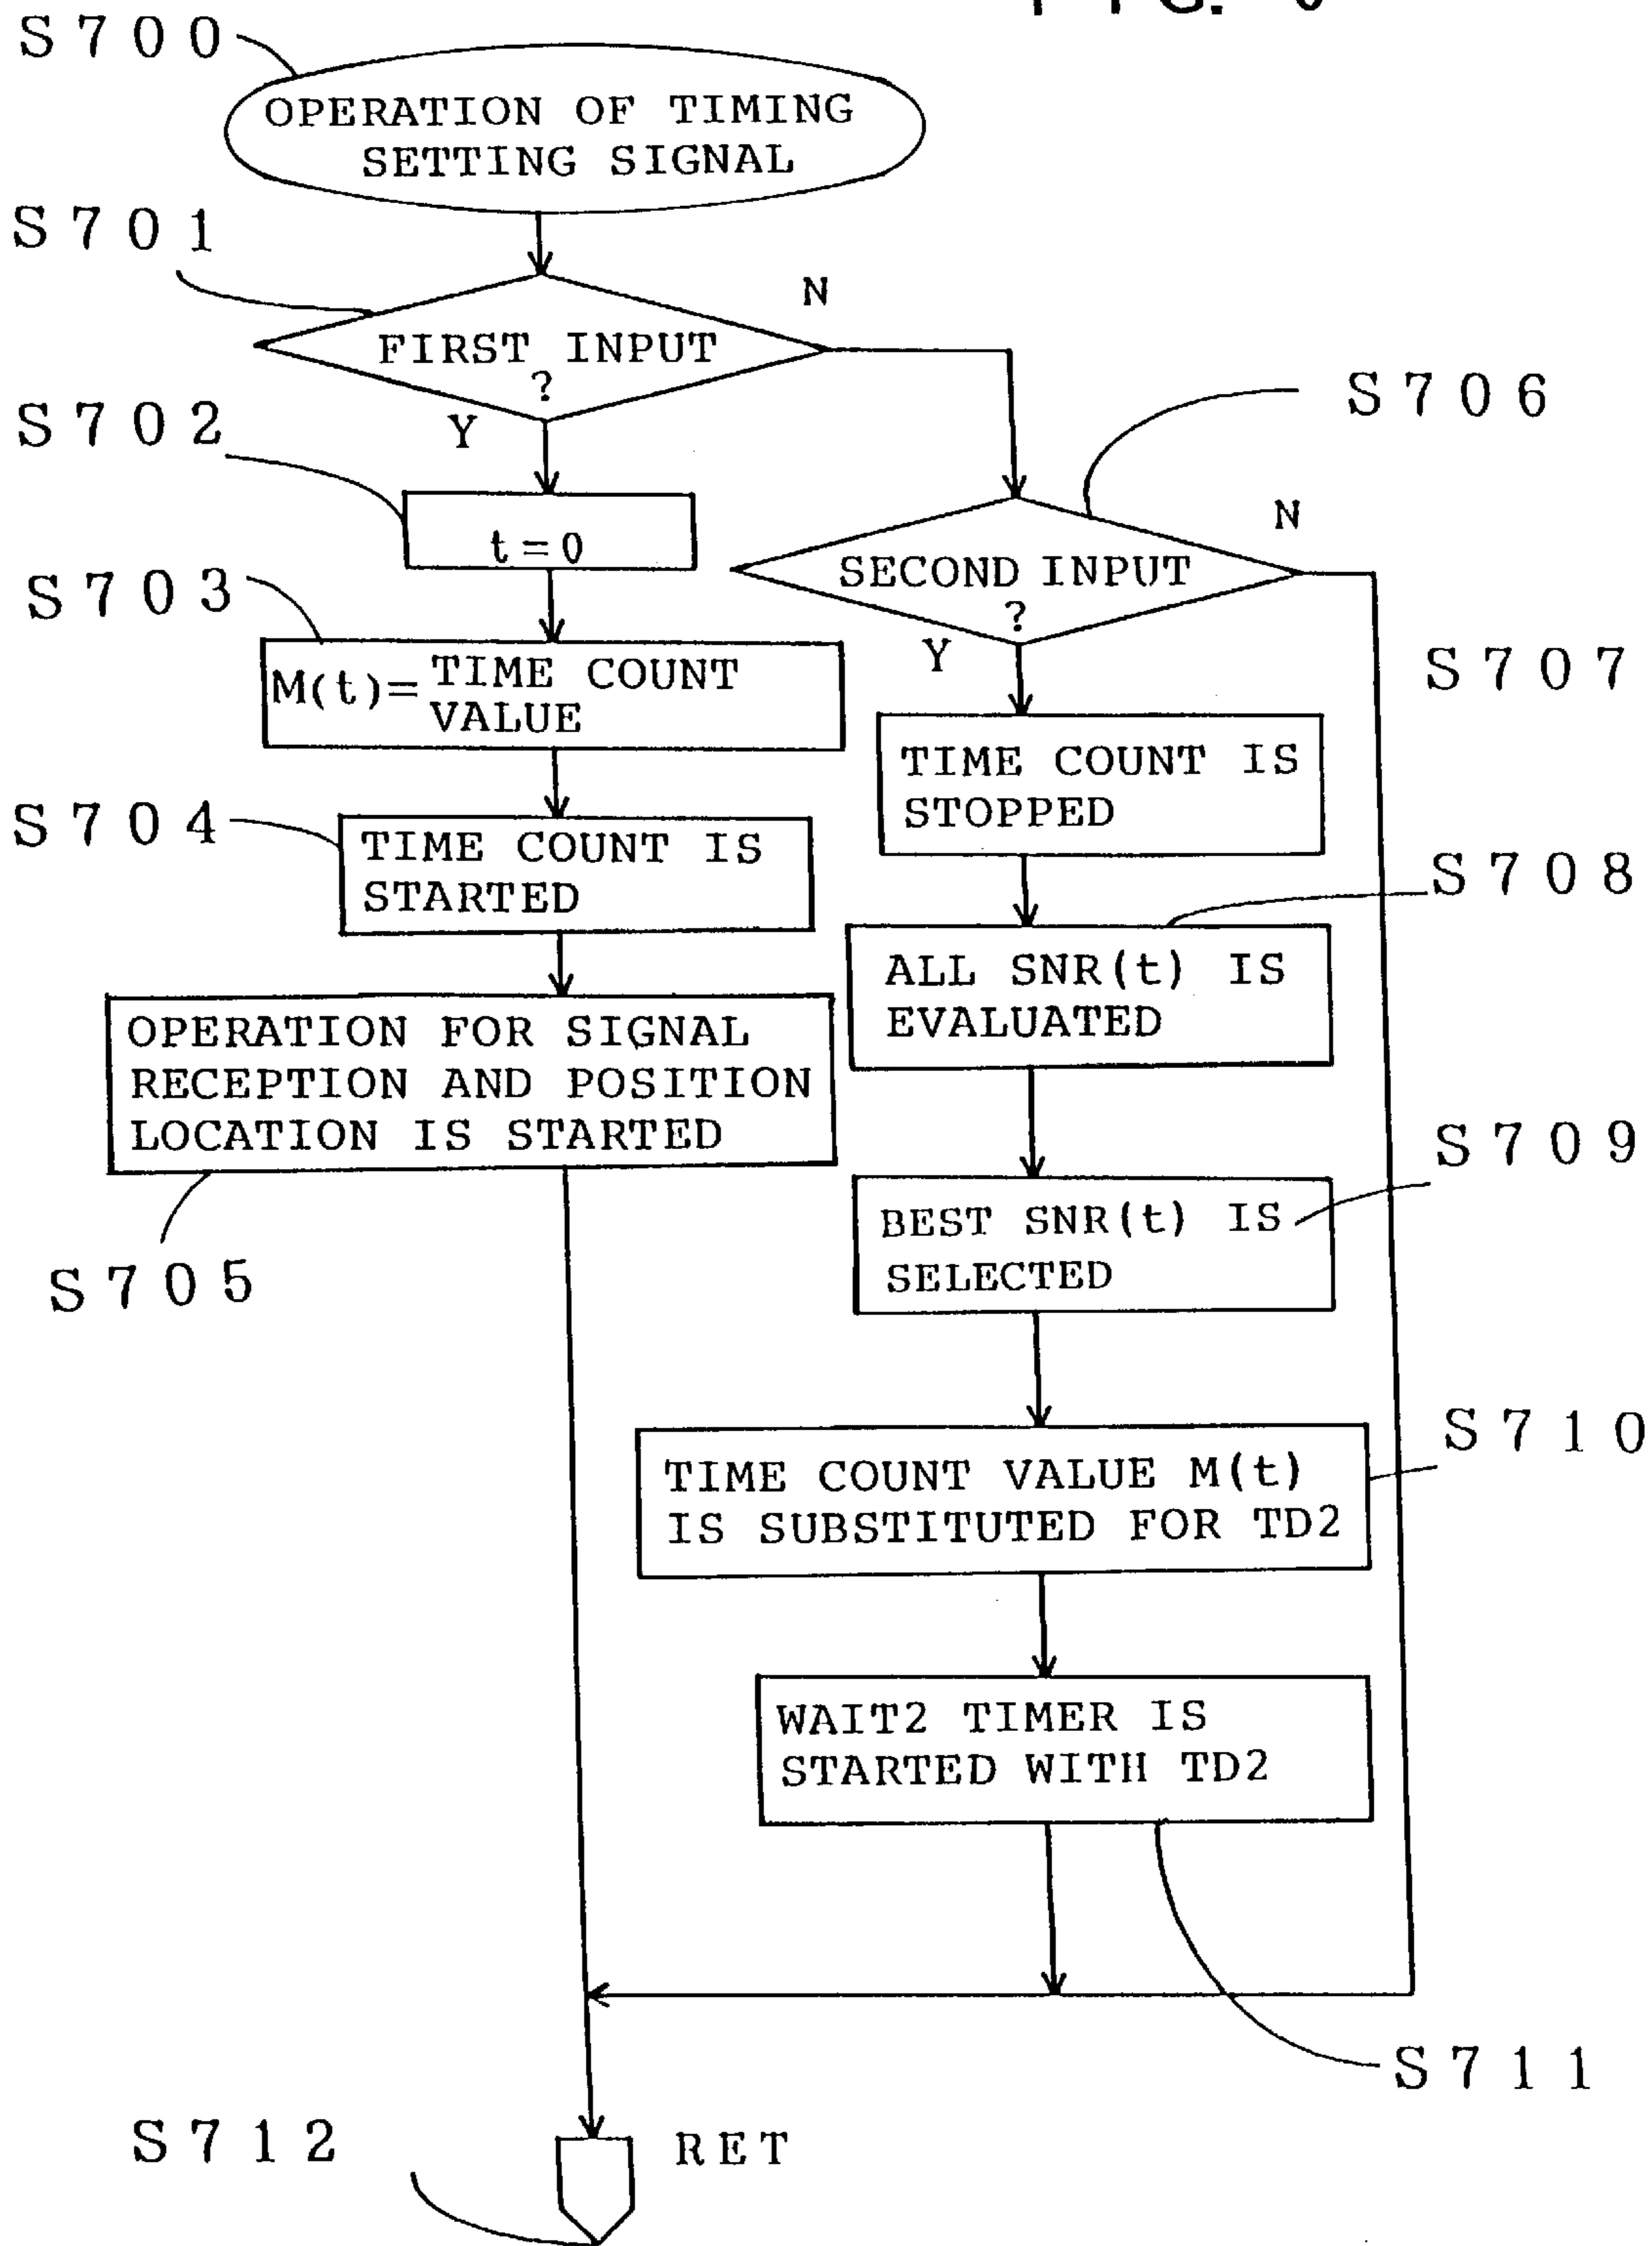 FIG.
S700
OPERATION OF TIMING
SETTING SIGNAL
S701
FIRST INPUT
?
N
Y
S702
t=0
S703
M(t)= TIME COUNT
VALUE
S704
TIME COUNT IS
STARTED
OPERATION FOR SIGNAL
RECEPTION AND POSITION
LOCATION IS STARTED
S705
S706
SECOND INPUT
?
N
Y
S707
TIME COUNT IS
STOPPED
S708
ALL SNR(t) IS
EVALUATED
S709
BEST SNR(t) IS
SELECTED
S710
TIME COUNT VALUE M(t)
IS SUBSTITUTED FOR TD2
WAIT2 TIMER IS
STARTED WITH TD2
S711
S712
RET